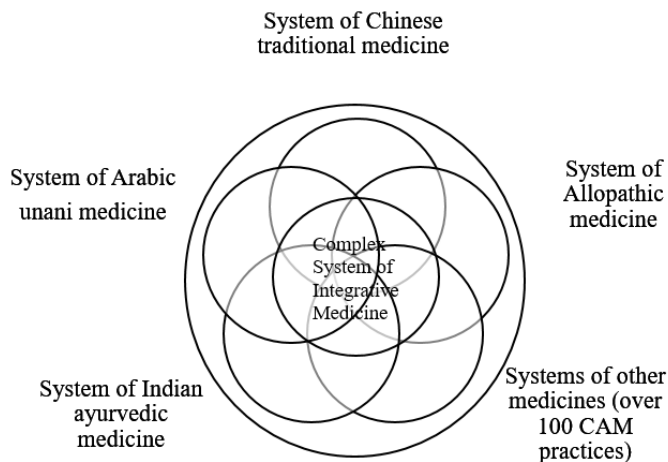 System of Chinese
traditional medicine
System of Arabic
unani medicine
System of
Allopathic
medicine
Complex
System of
Integrative
Medicine
System of Indian
ayurvedic
medicine
Systems of other
medicines (over
100 CAM
practices)